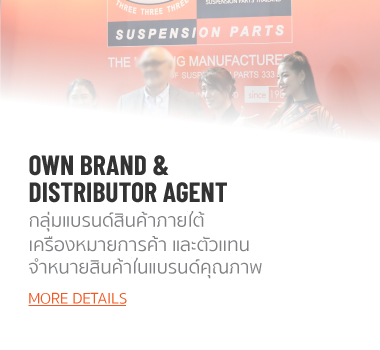 THREE THREE THREE
SUSPENSION PARTS
MANUFACTURE
SUSPENSION PARTS 333
OWN BRAND &
DISTRIBUTOR AGENT
กลุ่มแบรนด์สินค้าภายใต้
เครื่องหมายการค้า และตัวแทน
จำหน่ายสินค้าในแบรนด์คุณภาพ
MORE DETAILS